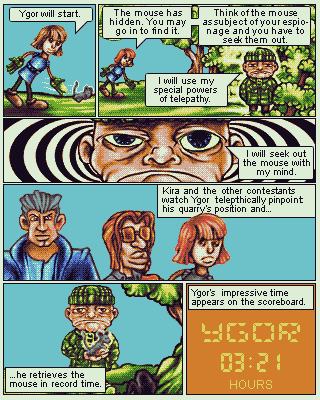 Ygor will start.
The mouse has
hidden. You may
go in to find it.
Think of the mouse
as subject of your espio-
nage and you have to
seek them out.
I will use my
special powers
of telepathy.
I will seek out
the mouse with
my mind.
Kira and the other contestants
watch Ygor telepthically pinpoint
his quarry's position and...
...he retrieves the
mouse in record time.
Ygor's impressive time
appears on the scoreboard.
YGOR
03:21
HOURS